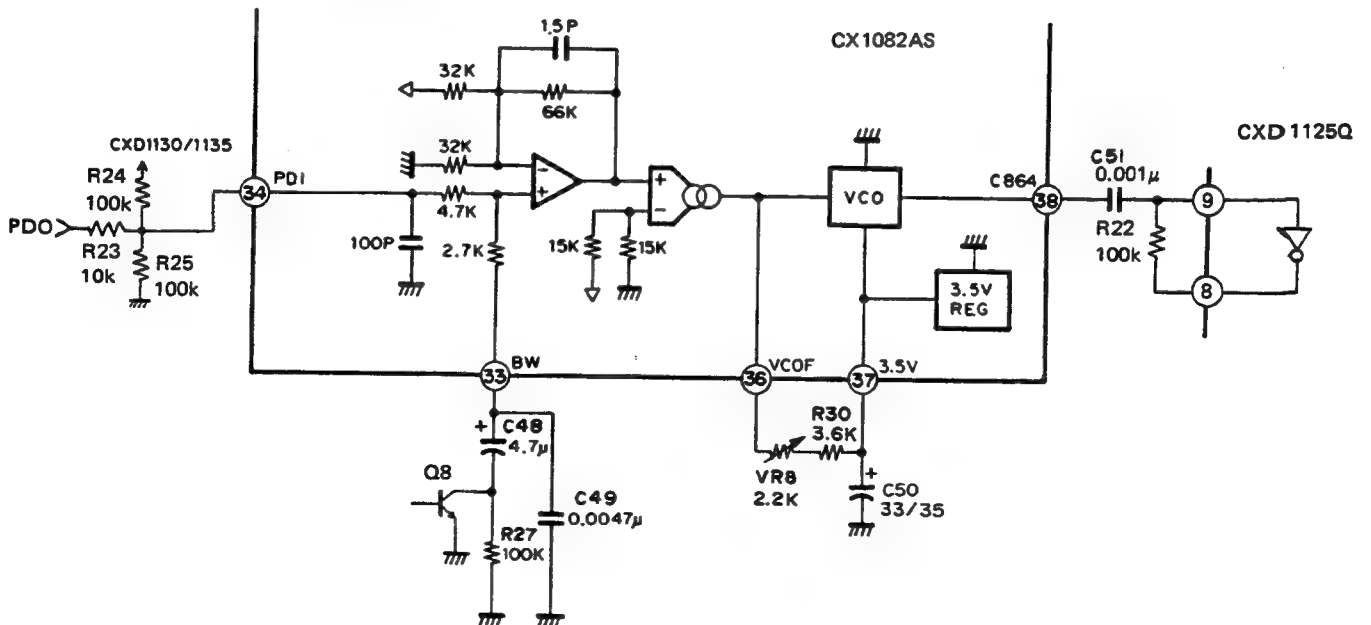 1.5P
CX1082AS
32K
66K
CXD1130/1135
CXD 1125Q
R24
100k
34
PDI
32K
-
+
+
-
VCO
C864
38
C51
0.001μ
9
PDO
4.7K
R23
10k
R25
100k
100P
2.7K
15K
15K
3.5V
REG
R22
100k
8
33
BW
36
VCOF
37
3.5V
+
C48
4.7μ
R30
3.6K
Q8
VR8
2.2K
+
C50
33/35
C49
0.0047μ
R27
100K